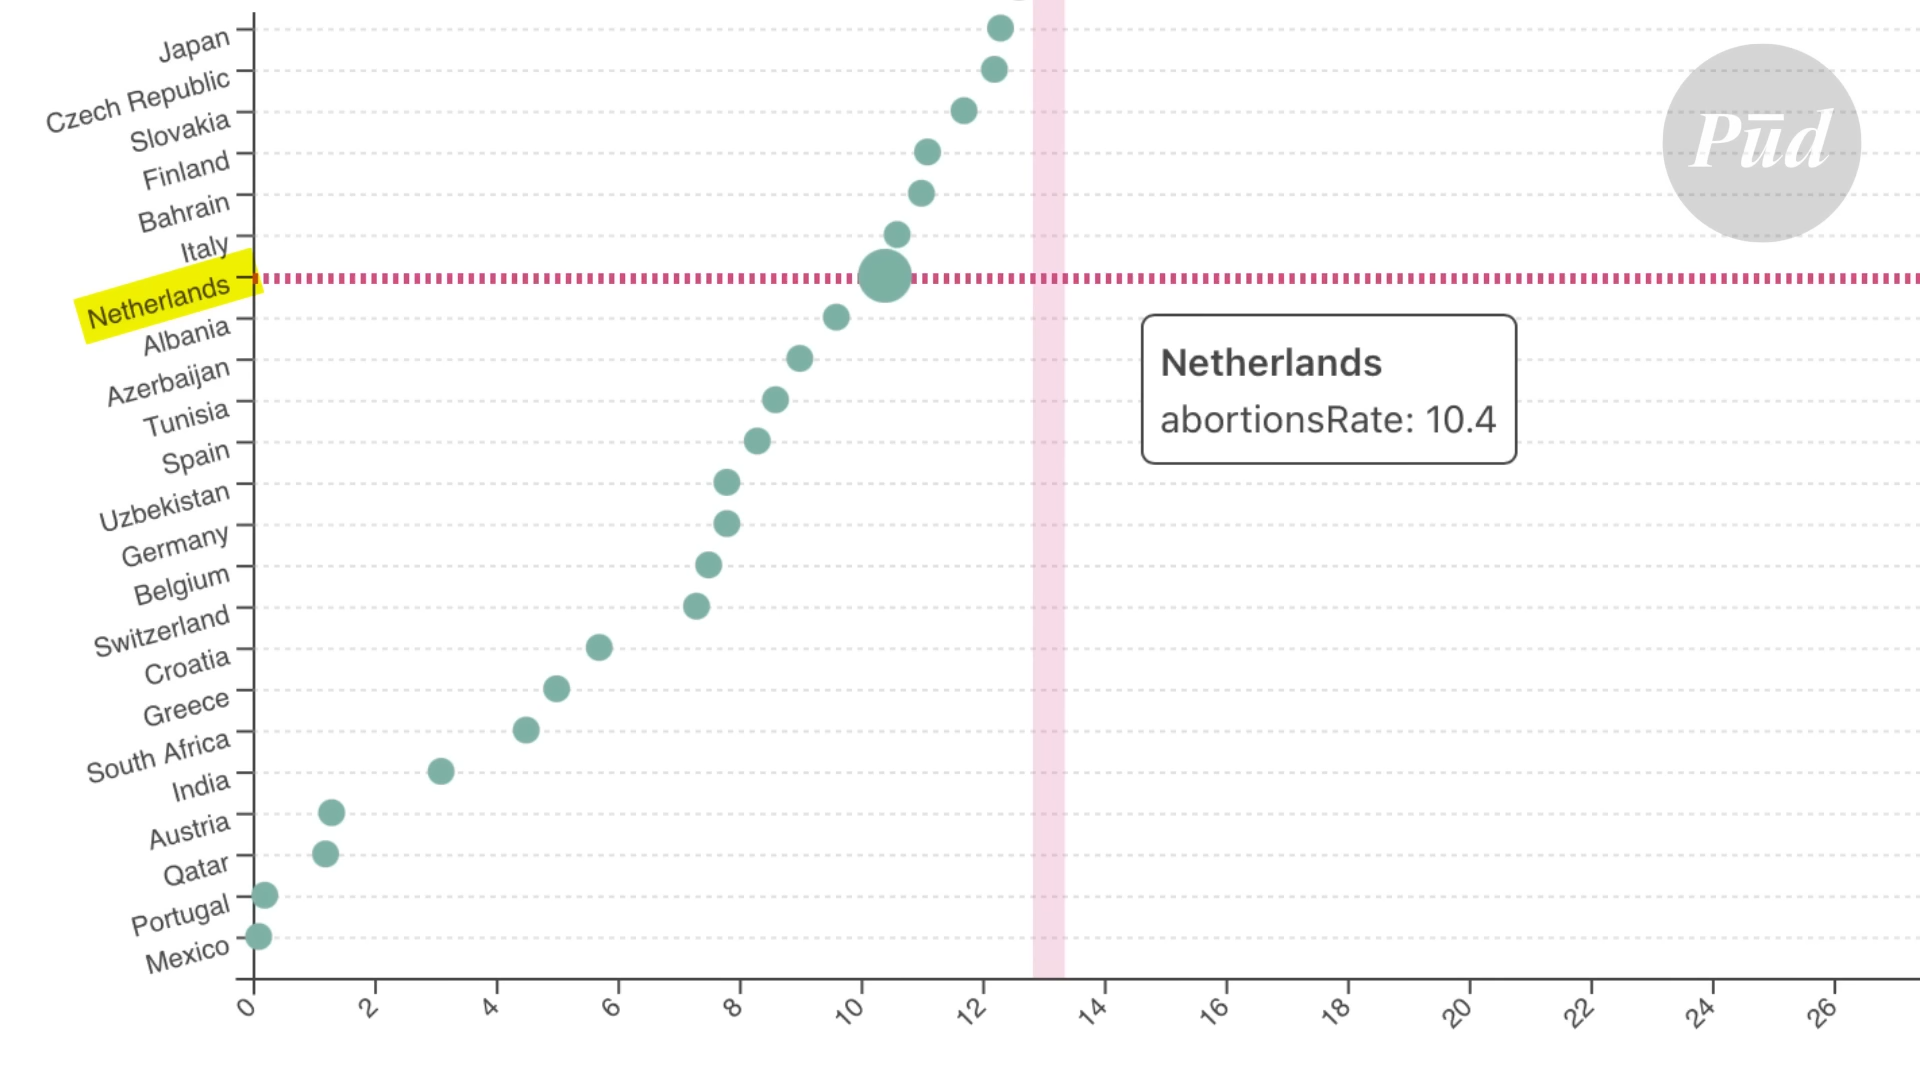 Japan
Czech Republic
Slovakia
Finland
Bahrain
Italy
Netherlands
Albania
Azerbaijan
Tunisia
Spain
Uzbekistan
Germany
Belgium
Switzerland
Croatia
Greece
South Africa
India
Austria
Qatar
Portugal
Mexico
Pūd
Netherlands
abortionsRate: 10.4
0 2 4 6 8 10 12 14 16 18 20 22 24 26